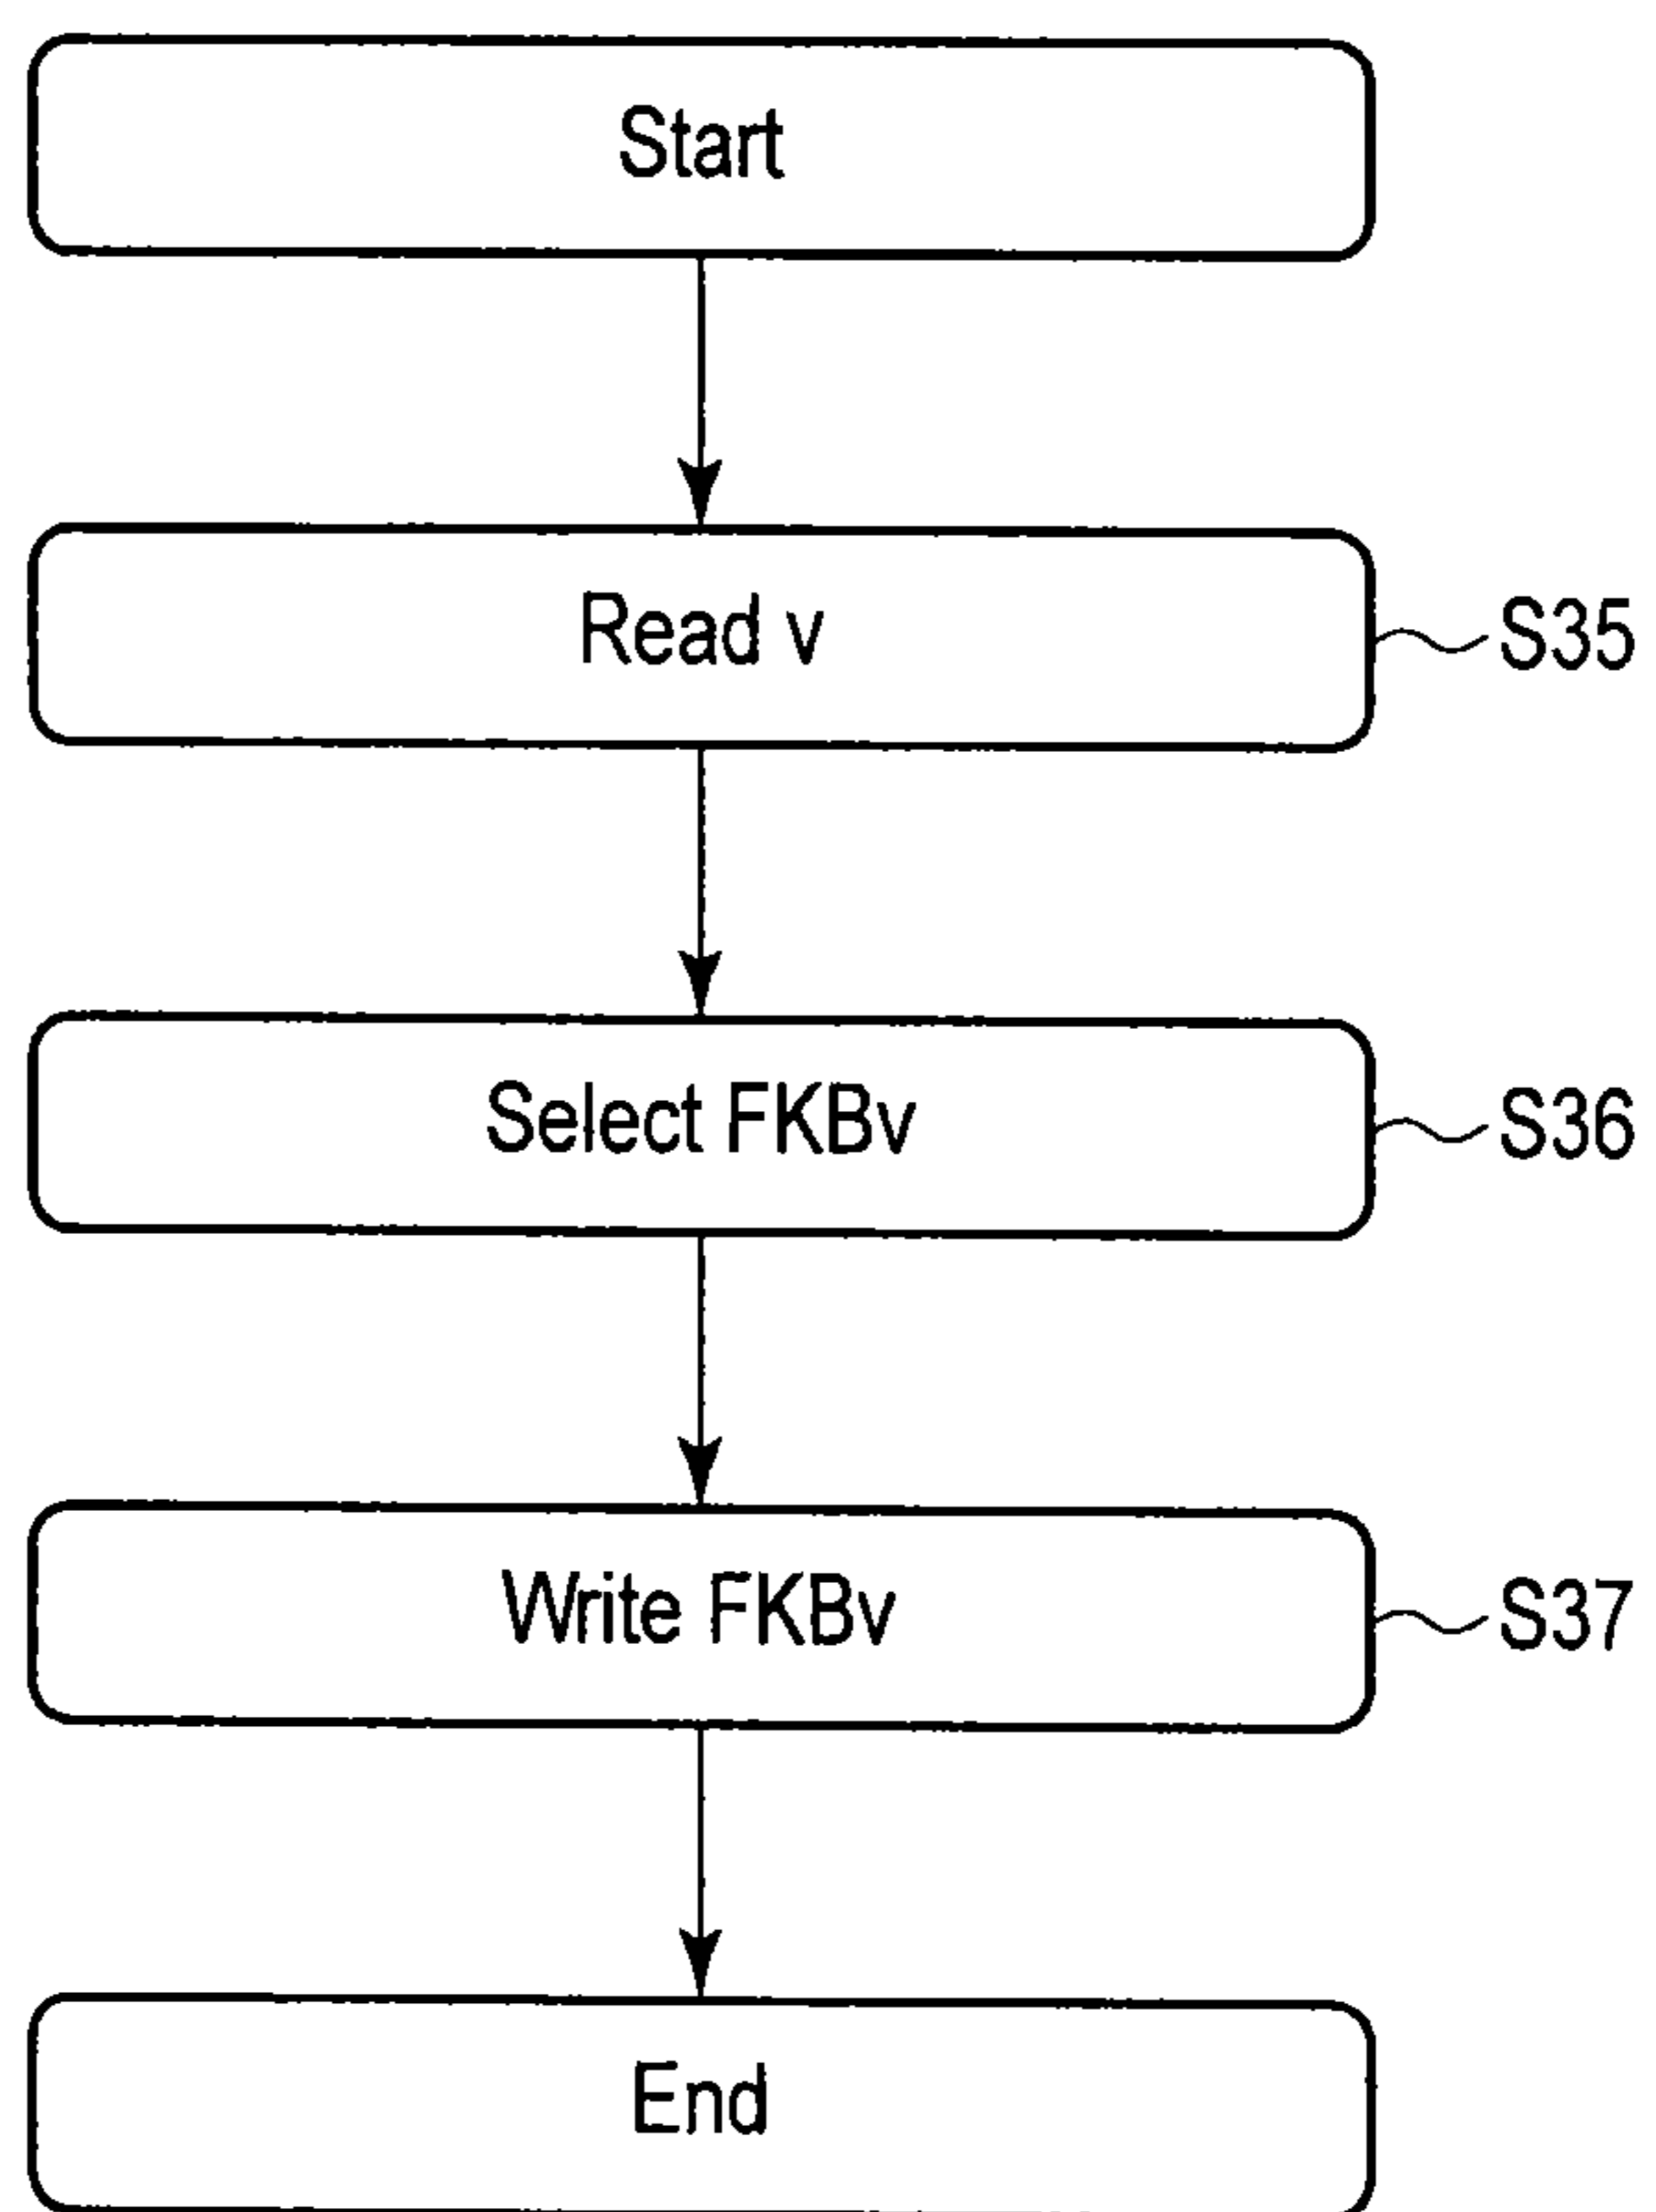 Start
Read v
S35
Select FKBv
S36
Write FKBv
S37
End